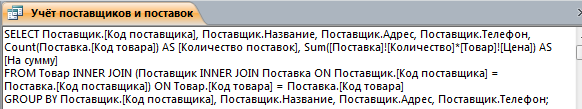 Учёт поставщиков и поставок
SELECT Поставщик.[Код поставщика], Поставщик.Название, Поставщик.Адрес, Поставщик.Телефон,
Count(Поставка.[Код товара]) AS [Количество поставок], Sum([Поставка]![Количество]*[Товар]![Цена]) AS
[На сумму]
FROM Товар INNER JOIN (Поставщик INNER JOIN Поставка ON Поставщик.[Код поставщика] =
Поставка.[Код поставщика]) ON Товар.[Код товара] = Поставка.[Код товара]
GROUP BY Поставщик.[Код поставщика], Поставщик.Название, Поставщик.Адрес, Поставщик.Телефон;